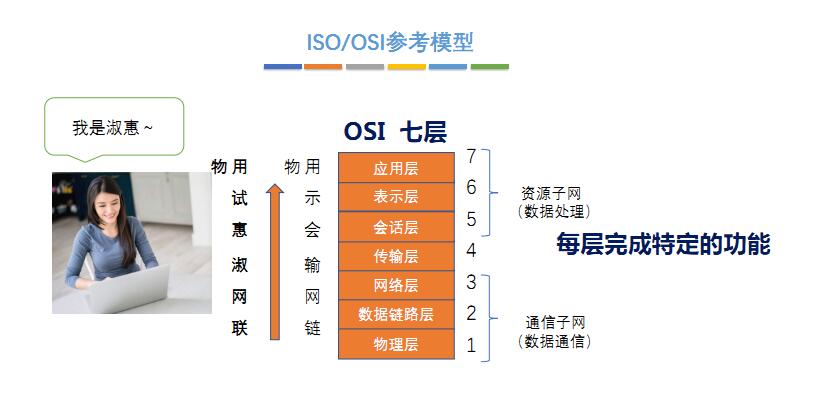 ISO/OSI参考模型
OSI 七层
我是淑惠~
物用 物用 应用层 7
试 示 表示层 6
惠 会 会话层 5
淑 输 传输层 4
网 网 网络层 3
联 链 数据链路层 2
物理层 1
资源子网
(数据处理)
每层完成特定的功能
通信子网
(数据通信)